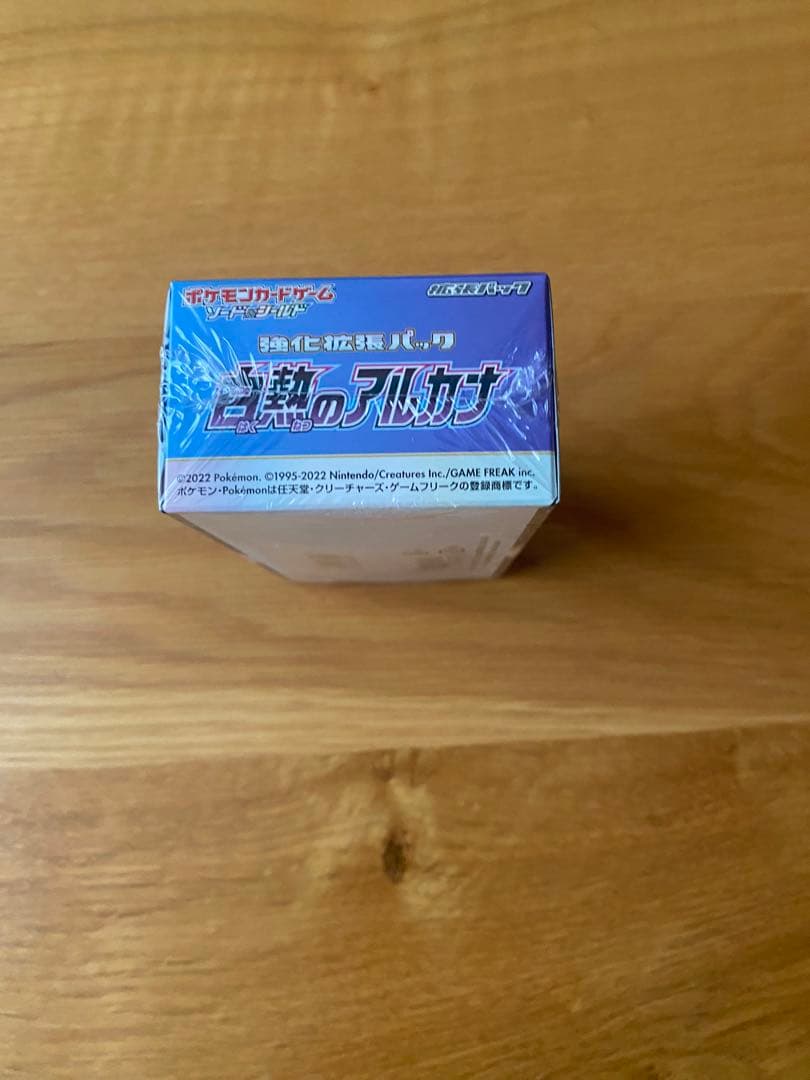 ポケモンカードゲーム 拡張パック
ソード&シールド
強化拡張パック
白熱のアルカナ
はく ねつ
©2022 Pokémon. ©1995-2022 Nintendo/Creatures Inc./GAME FREAK inc.
ポケモン・Pokémonは任天堂・クリーチャーズ・ゲームフリークの登録商標です。